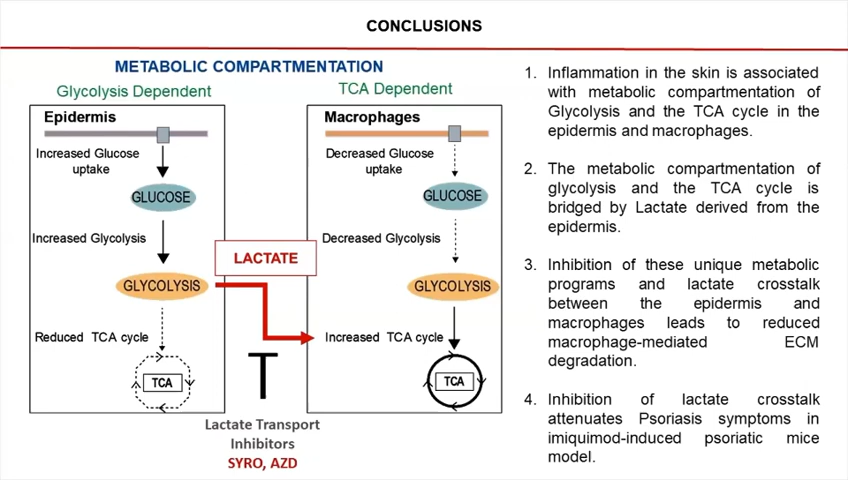 CONCLUSIONS
METABOLIC COMPARTMENTATION
Glycolysis Dependent
TCA Dependent
Epidermis
Increased Glucose
uptake
GLUCOSE
Increased Glycolysis
GLYCOLYSIS
Reduced TCA cycle
TCA
LACTATE
Macrophages
Decreased Glucose
uptake
GLUCOSE
Decreased Glycolysis
GLYCOLYSIS
Increased TCA cycle
TCA
Lactate Transport
Inhibitors
SYRO, AZD
1. Inflammation in the skin is associated
with metabolic compartmentation of
Glycolysis and the TCA cycle in the
epidermis and macrophages.
2. The metabolic compartmentation of
glycolysis and the TCA cycle is
bridged by Lactate derived from the
epidermis.
3. Inhibition of these unique metabolic
programs and lactate crosstalk
between the epidermis and
macrophages leads to reduced
macrophage-mediated ECM
degradation.
4. Inhibition of lactate crosstalk
attenuates Psoriasis symptoms in
imiquimod-induced psoriatic mice
model.